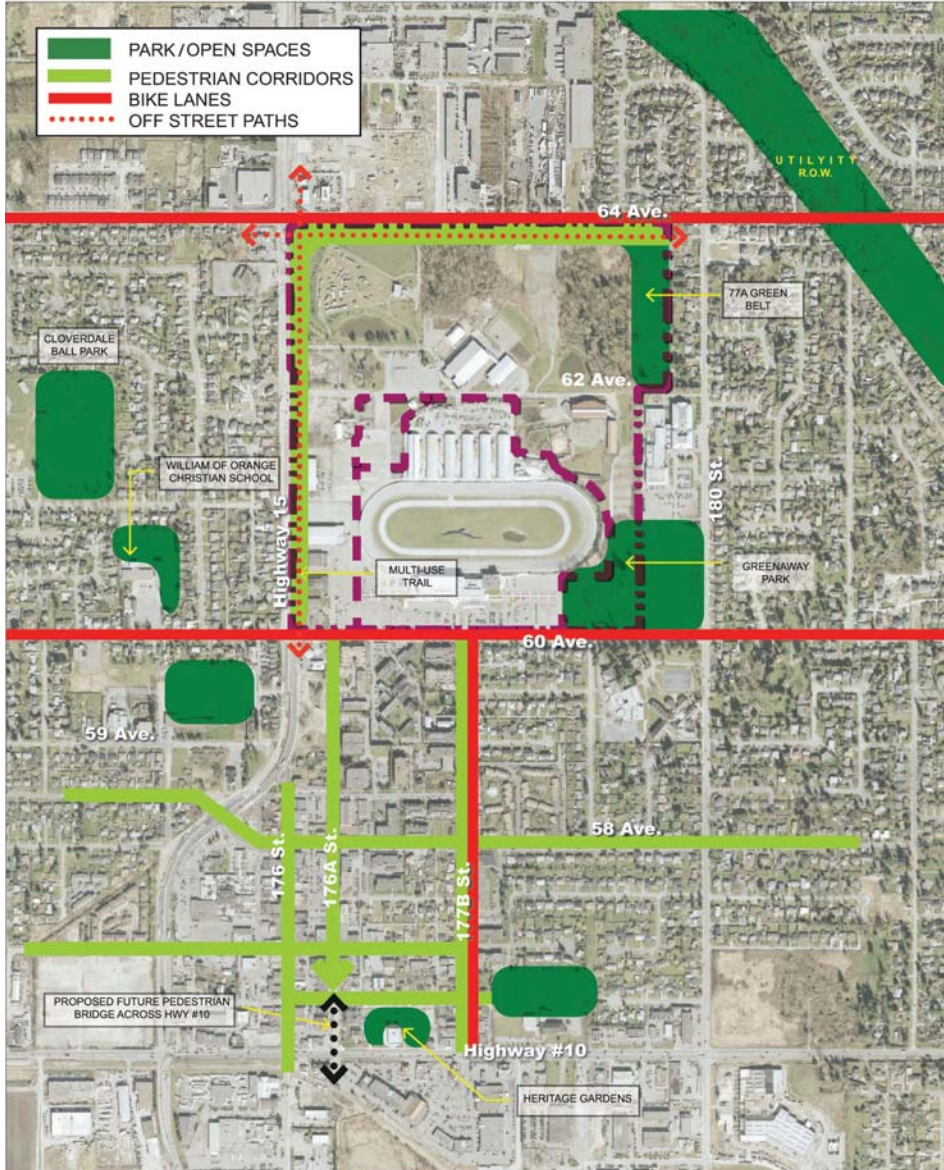 PARK/OPEN SPACES
PEDESTRIAN CORRIDORS
BIKE LANES
OFF STREET PATHS
UTILYITY
R.O.W.
64 Ave.
77A GREEN
BELT
CLOVERDALE
BALL PARK
62 Ave.
WILLIAM OF ORANGE
CHRISTIAN SCHOOL
180 St.
Highway 15
MULTI-USE
TRAIL
GREENAWAY
PARK
60 Ave.
59 Ave.
58 Ave.
176 St.
176A St.
177B St.
PROPOSED FUTURE PEDESTRIAN
BRIDGE ACROSS HWY #10
Highway #10
HERITAGE GARDENS